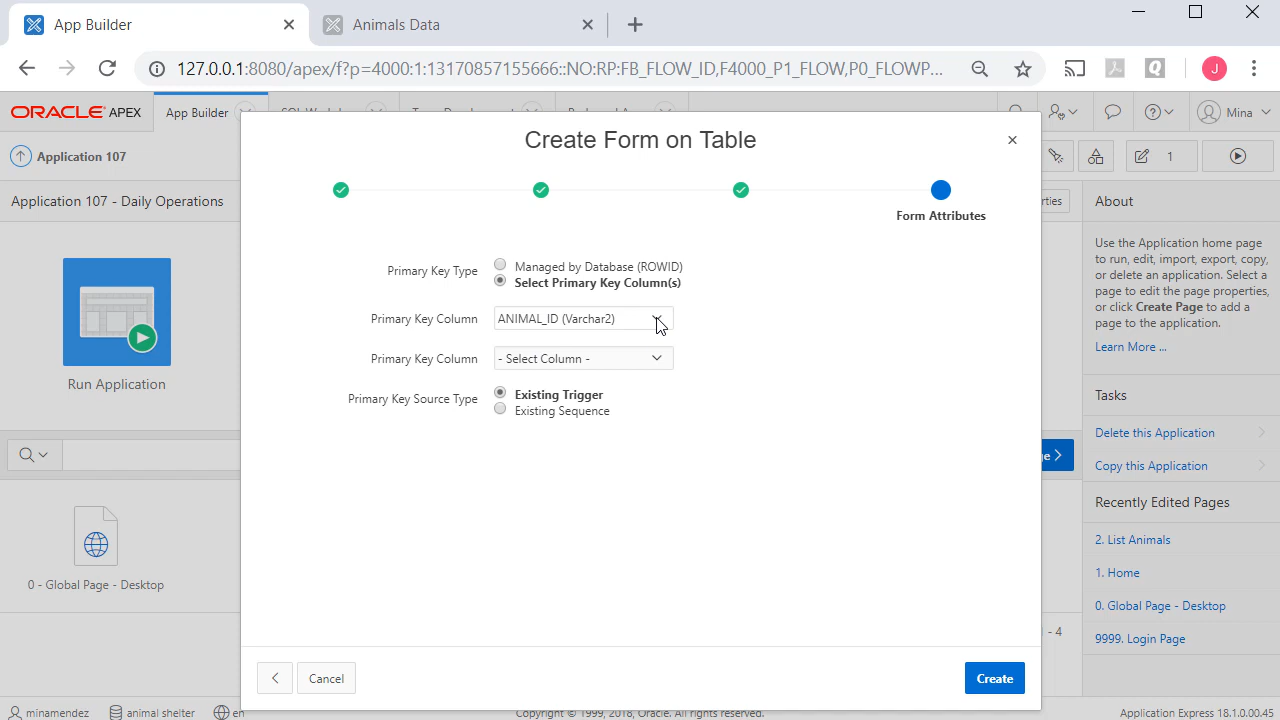 App Builder
Animals Data
127.0.0.1:8080/apex/f?p=4000:1:13170857155666::NO:RP:FB_FLOW_ID,F4000_P1_FLOW,P0_FLOWP...
J
ORACLE APEX
App Builder
Mina
Application 107
1
Create Form on Table
Application 107 - Daily Operations
Form Attributes
About
Primary Key Type
Managed by Database (ROWID)
Select Primary Key Column(s)
Use the Application home page
to run, edit, import, export, copy,
or delete an application. Select a
page to edit the page properties,
or click Create Page to add a
page to the application.
Learn More ...
Primary Key Column
ANIMAL_ID (Varchar2)
Primary Key Column
- Select Column -
Primary Key Source Type
Existing Trigger
Existing Sequence
Run Application
Tasks
Delete this Application
Copy this Application
Recently Edited Pages
2. List Animals
1. Home
0. Global Page - Desktop
9999. Login Page
0 - Global Page - Desktop
- 4
Cancel
Create
minamendez
animal shelter
en
Copyright © 1999, 2018, Oracle. All rights reserved.
Application Express 18.1.0.00.45